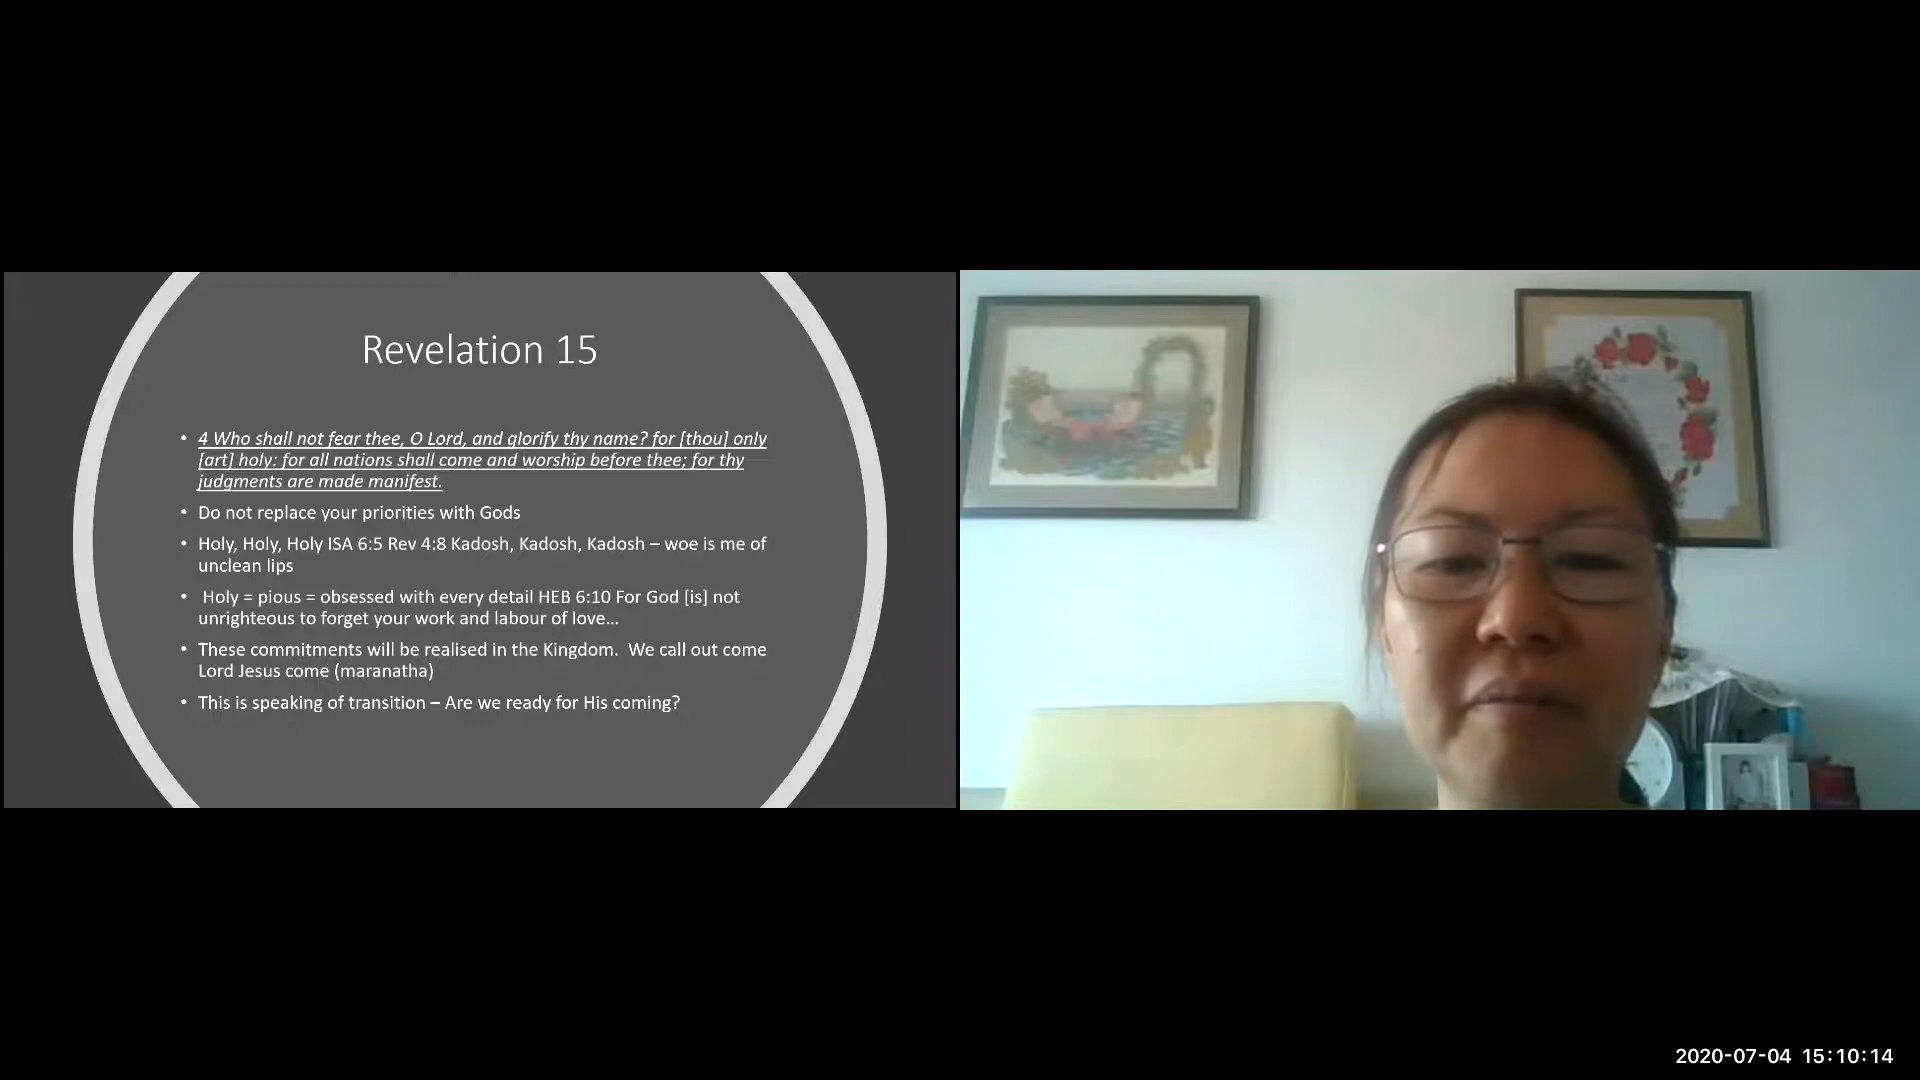 Revelation 15
• 4 Who shall not fear thee, O Lord, and glorify thy name? for [thou] only
[art] holy: for all nations shall come and worship before thee; for thy
judgments are made manifest.
• Do not replace your priorities with Gods
• Holy, Holy, Holy ISA 6:5 Rev 4:8 Kadosh, Kadosh, Kadosh – woe is me of
unclean lips
• Holy = pious = obsessed with every detail HEB 6:10 For God [is] not
unrighteous to forget your work and labour of love...
• These commitments will be realised in the Kingdom.  We call out come
Lord Jesus come (maranatha)
• This is speaking of transition – Are we ready for His coming?
2020-07-04 15:10:14